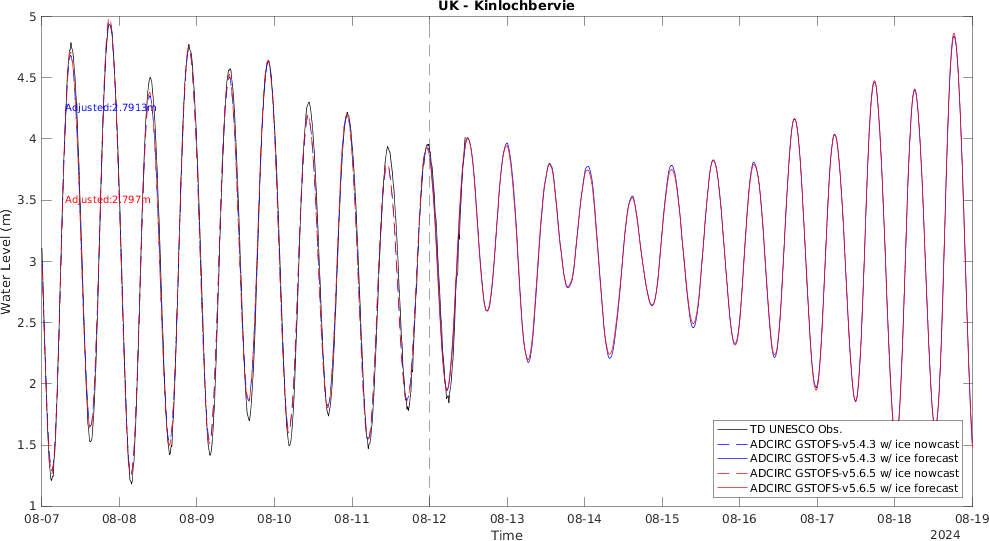 UK - Kinlochbervie
5
4.5
4
3.5
3
2.5
2
1.5
1
Water Level (m)
Adjusted:2.7913m
Adjusted:2.797m
TD UNESCO Obs.
ADCIRC GSTOFS-v5.4.3 w/ ice nowcast
ADCIRC GSTOFS-v5.4.3 w/ ice forecast
ADCIRC GSTOFS-v5.6.5 w/ ice nowcast
ADCIRC GSTOFS-v5.6.5 w/ ice forecast
08-07 08-08 08-09 08-10 08-11 08-12 08-13 08-14 08-15 08-16 08-17 08-18 08-19
Time
2024